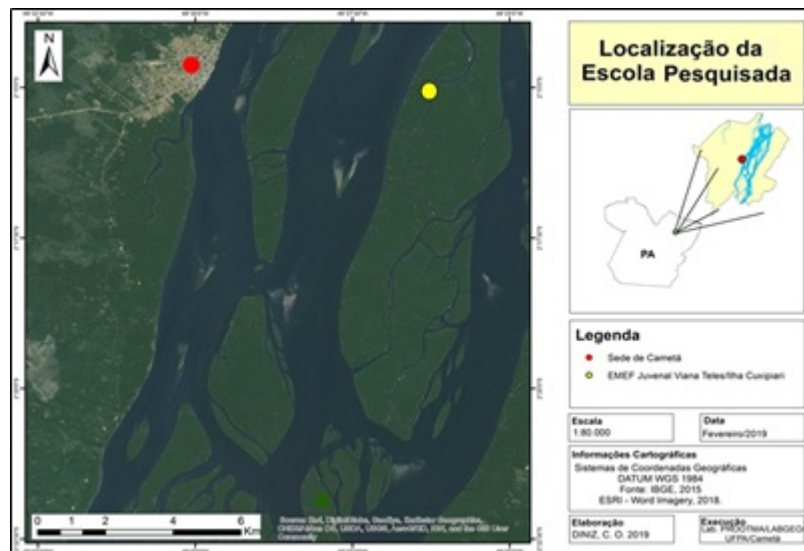 Localização da
Escola Pesquisada
N
PA
Legenda
Sede de Cametá
EMEF Juvenal Viana Teles/Ilha Cuxipiari
Escala
1:80.000
Data
Fevereiro/2019
Informações Cartográficas
Sistemas de Coordenadas Geográficas
DATUM WGS 1984
Fonte: IBGE, 2015
ESRI - Word Imagery, 2018.
Elaboração
DINIZ, C. O. 2019
Execução
UFPA/Cametá
0 1 2 4 6
Km